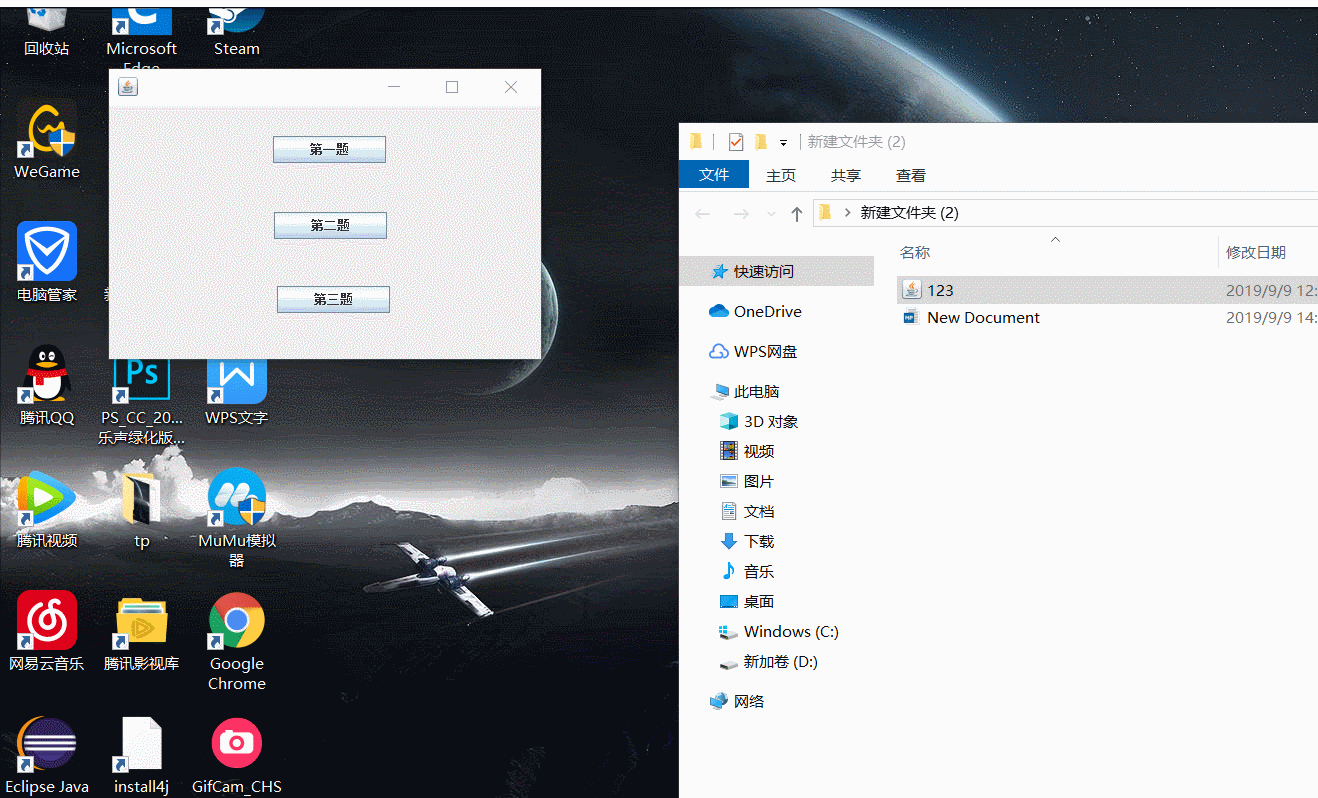 回收站
Microsoft
Edge
Steam
WeGame
电脑管家
腾讯QQ
PS_CC_20...
乐声绿化版...
WPS文字
腾讯视频
tp
MuMu模拟
器
网易云音乐
腾讯影视库
Google
Chrome
Eclipse Java
install4j
GifCam_CHS
第一题
第二题
第三题
新建文件夹 (2)
文件
主页
共享
查看
新建文件夹 (2)
名称
修改日期
快速访问
OneDrive
WPS网盘
此电脑
3D 对象
视频
图片
文档
下载
音乐
桌面
Windows (C:)
新加卷 (D:)
网络
123
2019/9/9 12:
New Document
2019/9/9 14: